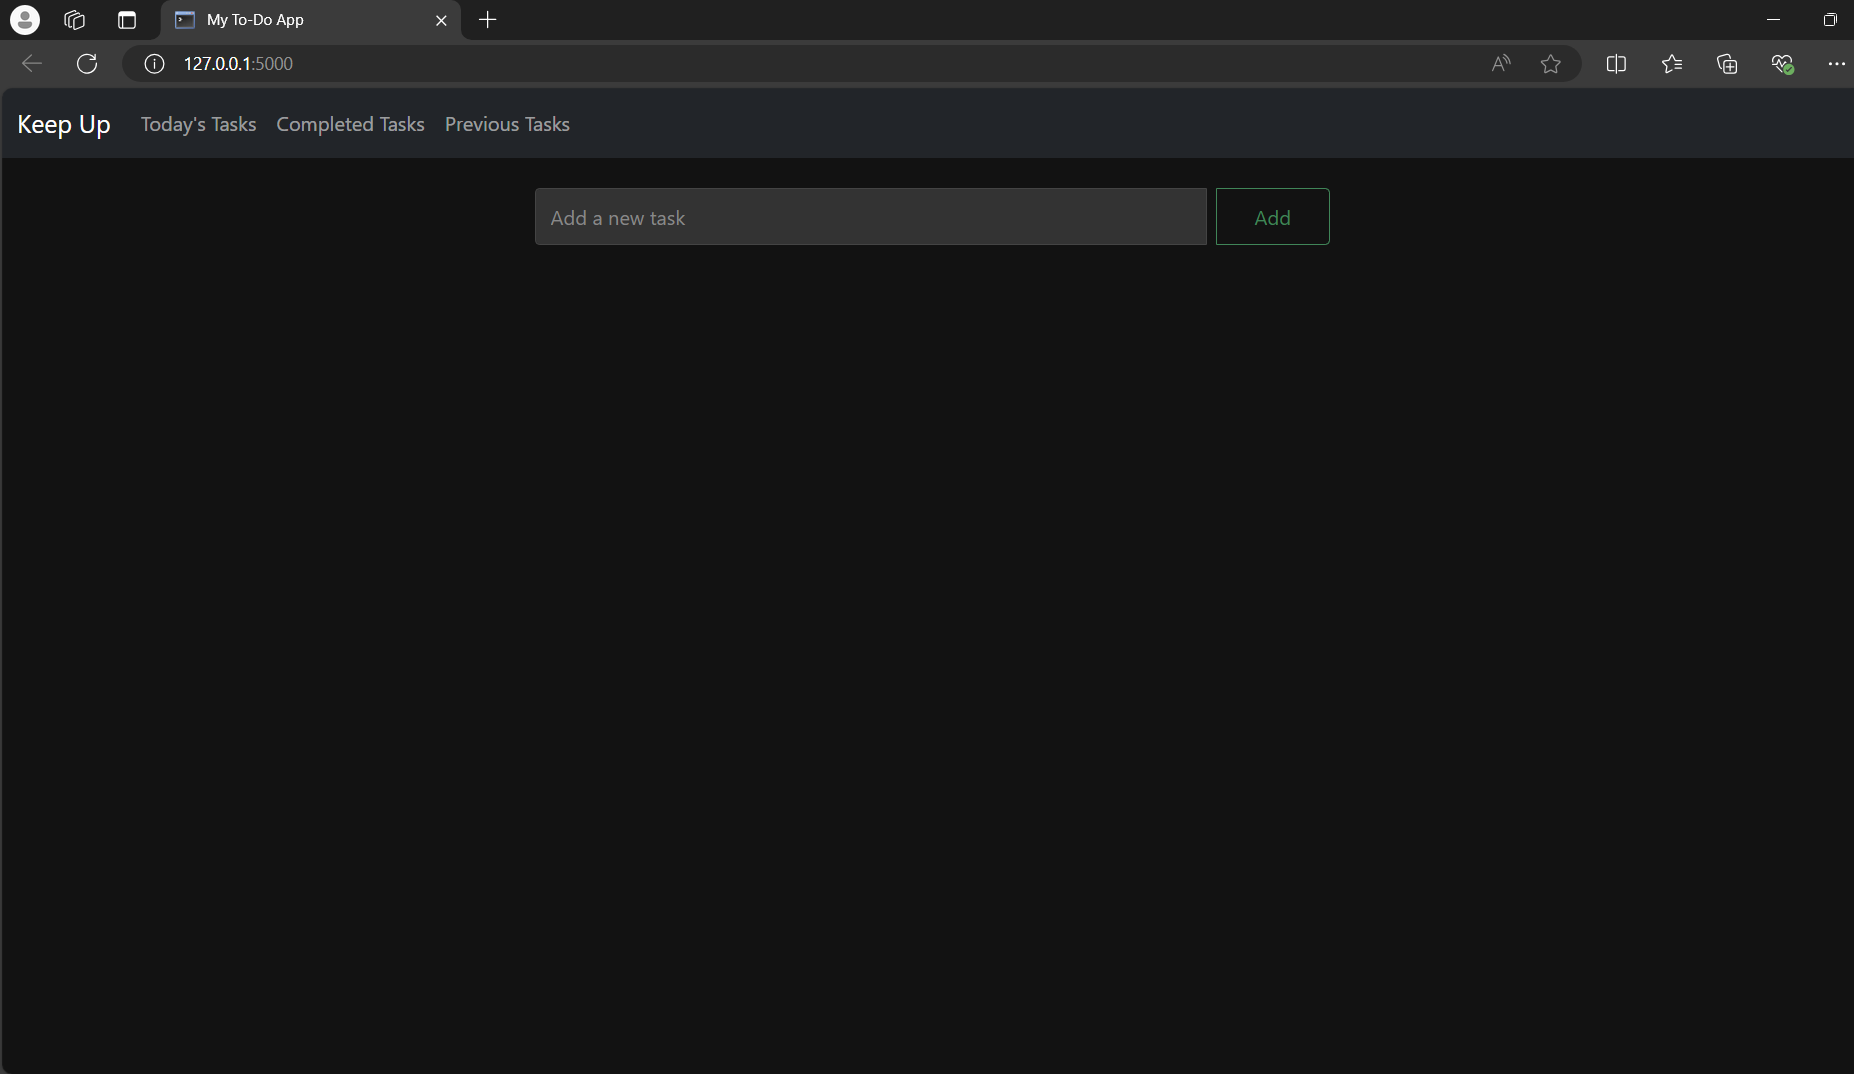 My To-Do App
127.0.0.1:5000
Keep Up Today's Tasks Completed Tasks Previous Tasks
Add a new task Add